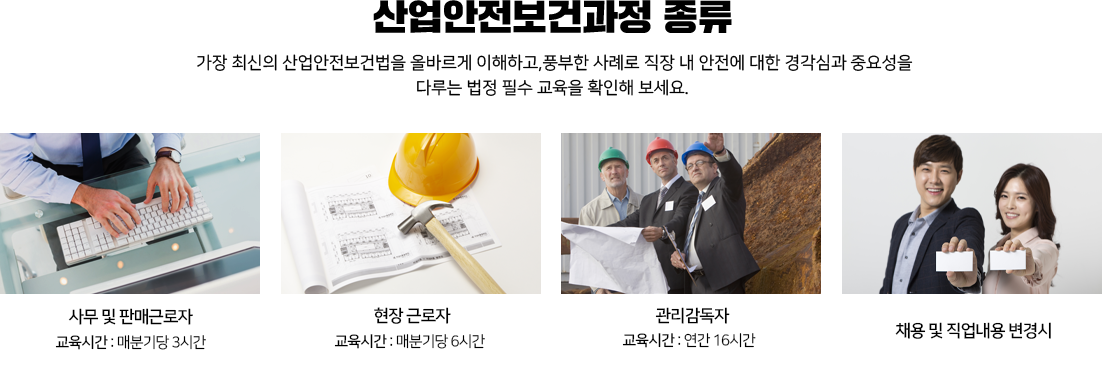 산업안전보건과정 종류
가장 최신의 산업안전보건법을 올바르게 이해하고,풍부한 사례로 직장 내 안전에 대한 경각심과 중요성을
다루는 법정 필수 교육을 확인해 보세요.
사무 및 판매근로자
교육시간 : 매분기당 3시간
현장 근로자
교육시간 : 매분기당 6시간
관리감독자
교육시간 : 연간 16시간
채용 및 직업내용 변경시